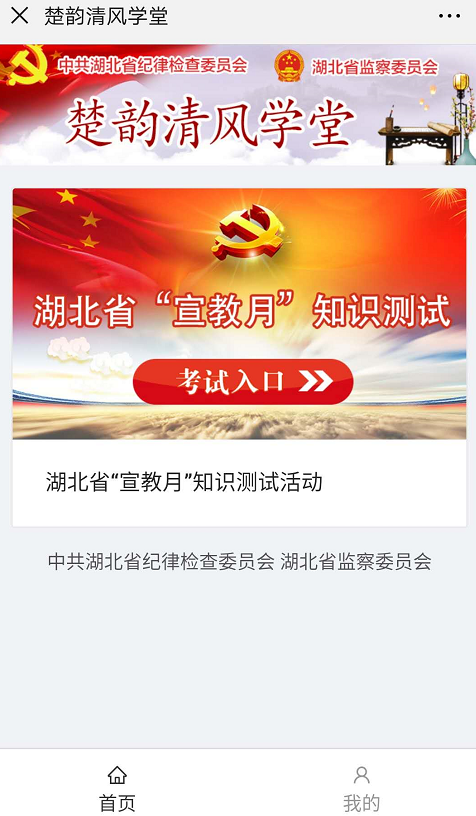 楚韵清风学堂
中共湖北省纪律检查委员会 湖北省监察委员会
楚韵清风学堂
湖北省“宣教月”知识测试
考试入口
湖北省“宣教月”知识测试活动
中共湖北省纪律检查委员会 湖北省监察委员会
首页 我的